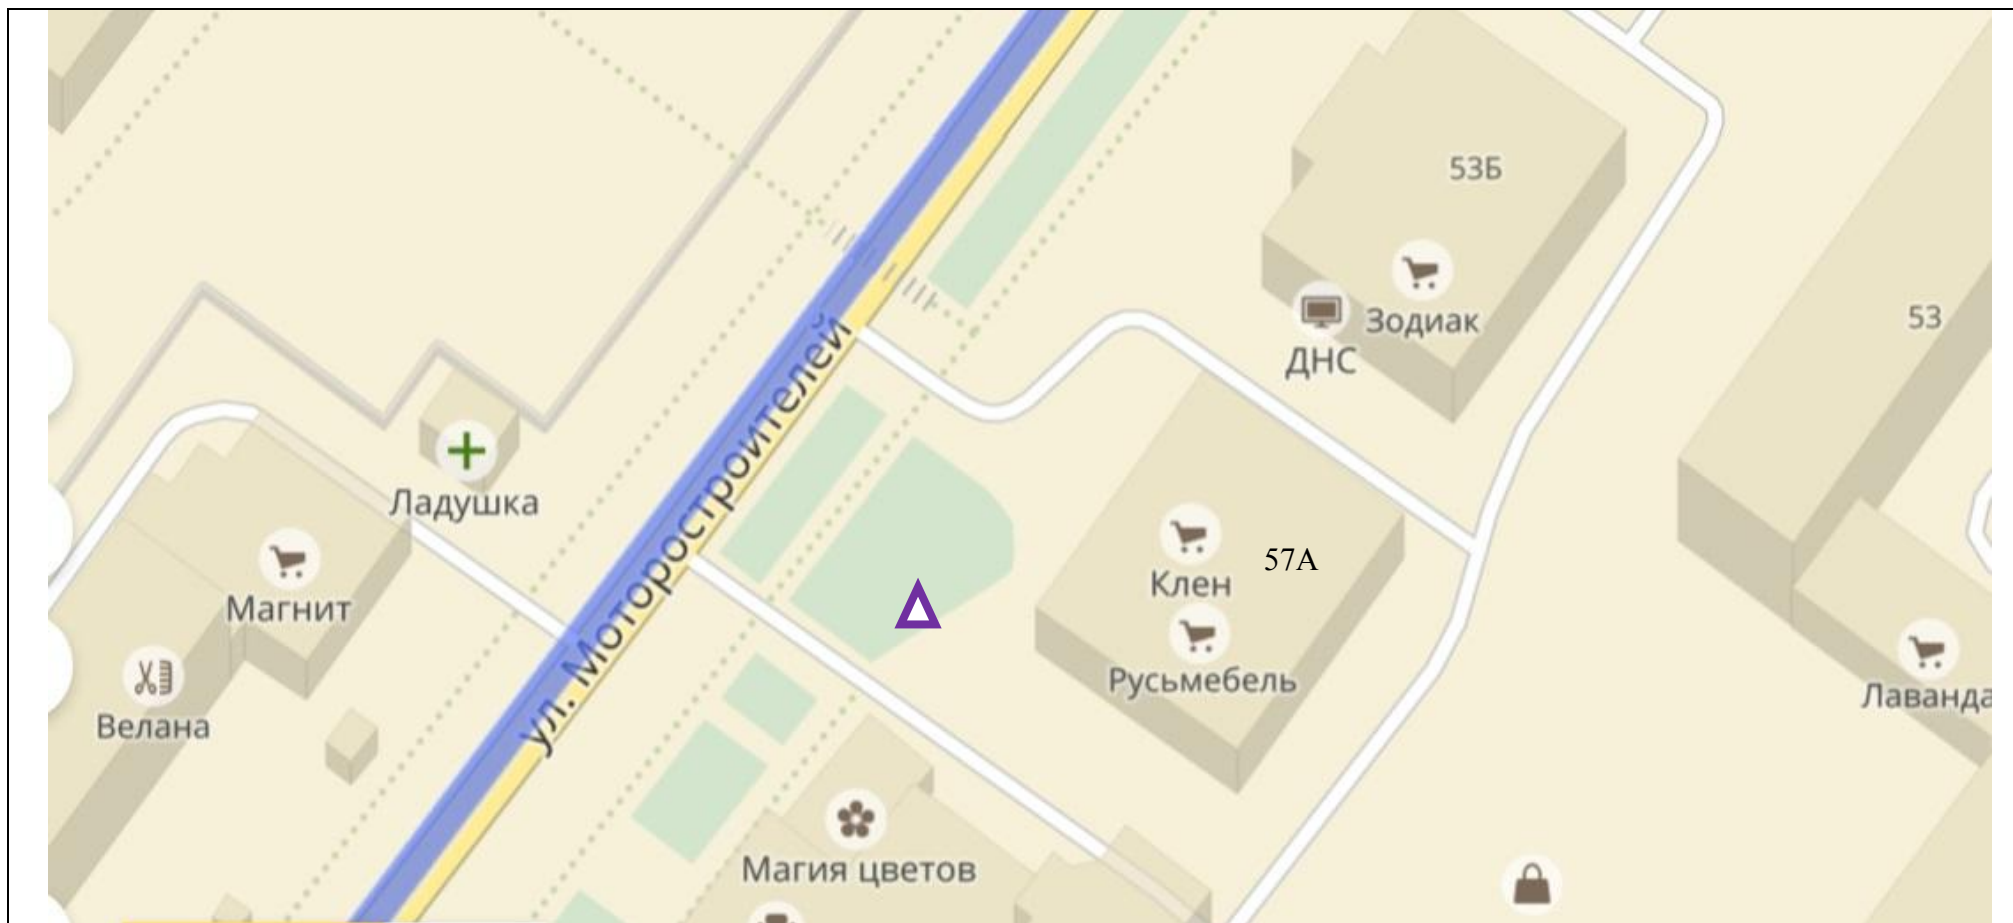 53Б
Зодиак
53
ДНС
ул. Моторостроителей
Ладушка
Клен
57А
Магнит
Русьмебель
Лаванда
Велана
Магия цветов